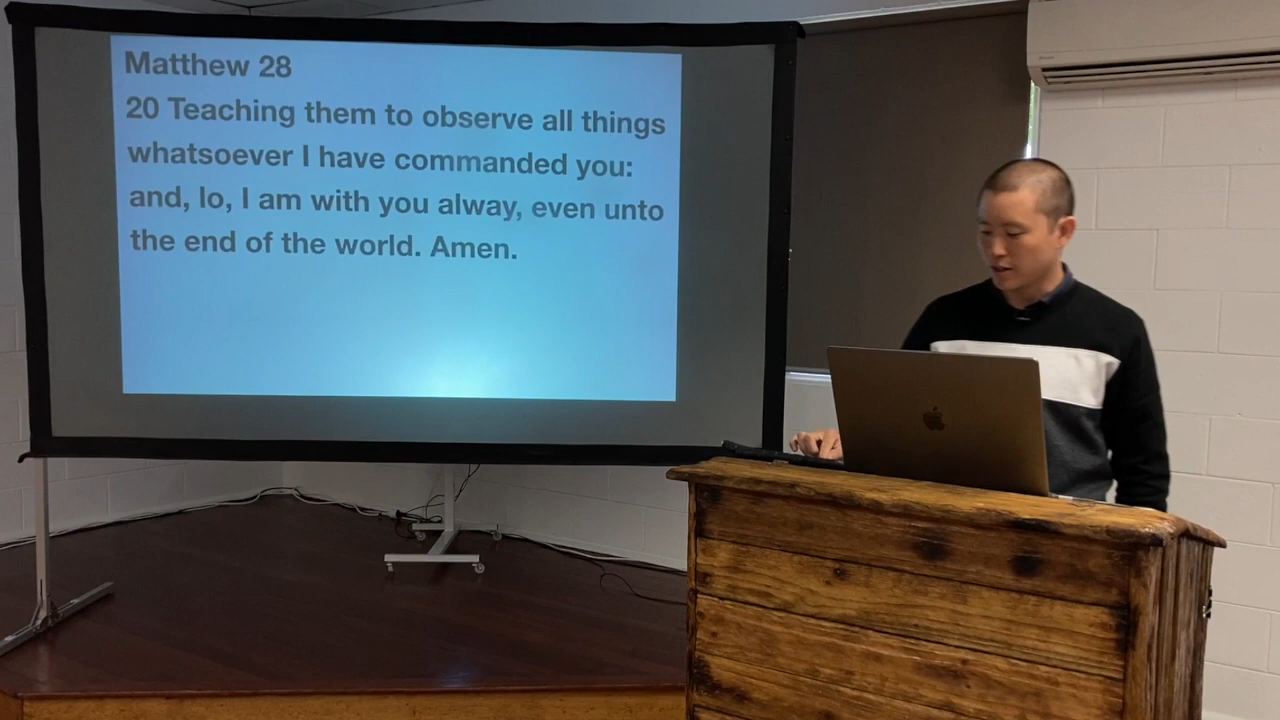 Matthew 28
20 Teaching them to observe all things
whatsoever I have commanded you:
and, lo, I am with you alway, even unto
the end of the world. Amen.